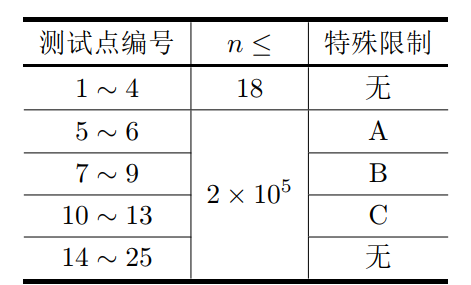 测试点编号 n ≤ 特殊限制
1 ∼ 4 18 无
5 ∼ 6 A
7 ∼ 9 B
2 × 10^5
10 ∼ 13 C
14 ∼ 25 无